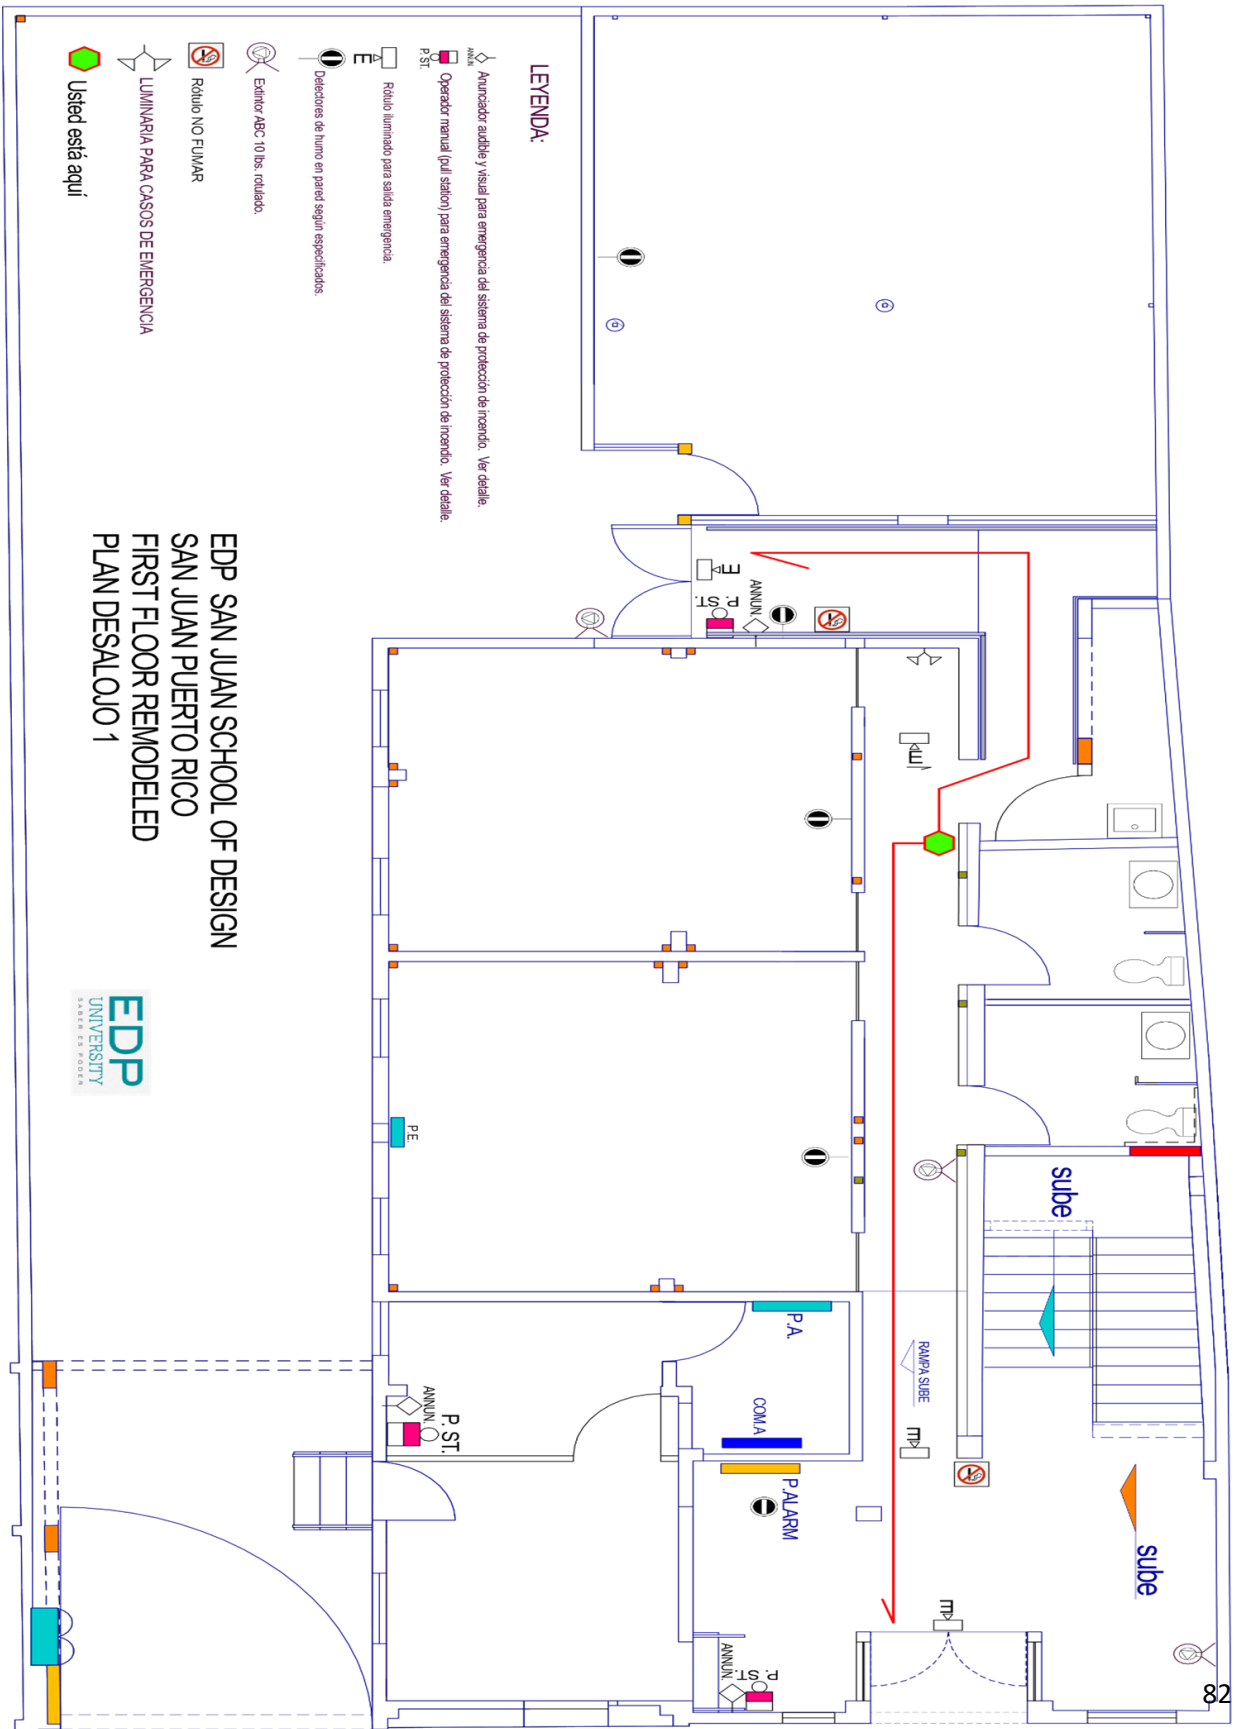 LEYENDA:
ANNUN.
Anunciador audible y visual para emergencia del sistema de protección de incendio. Ver detalle.
P.ST.
Operador manual (pull station) para emergencia del sistema de protección de incendio. Ver detalle.
E
Rótulo iluminado para salida emergencia.
Detectores de humo en pared según especificados.
Extintor ABC 10 lbs. rotulado.
Rótulo NO FUMAR
LUMINARIA PARA CASOS DE EMERGENCIA
Usted está aquí
EDP SAN JUAN SCHOOL OF DESIGN
SAN JUAN PUERTO RICO
FIRST FLOOR REMODELED
PLAN DESALOJO 1
EDP
UNIVERSITY
SABER ES PODER
E
P. ST.
ANNUN.
E
P.E.
sube
P.A.
RAMPA SUBE
COM.A
ANNUN.
P. ST.
E
P.ALARM
sube
E
ANNUN.
P. ST.
82